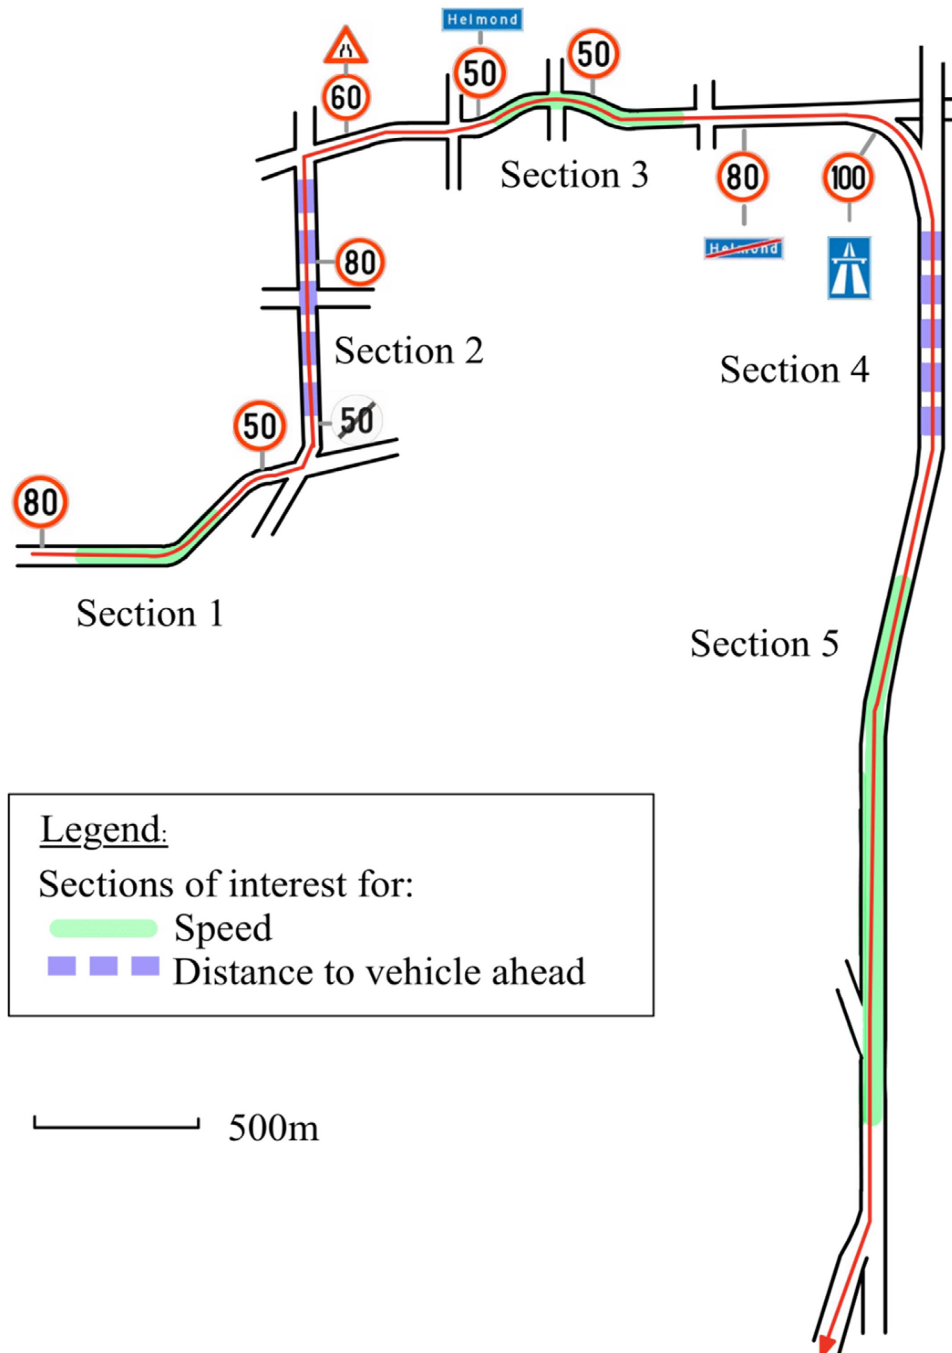 Helmond
50
50
60
Section 3
80
100
Helmond
80
Section 2
Section 4
50
50
80
Section 1
Section 5
Legend:
Sections of interest for:
Speed
Distance to vehicle ahead
500m